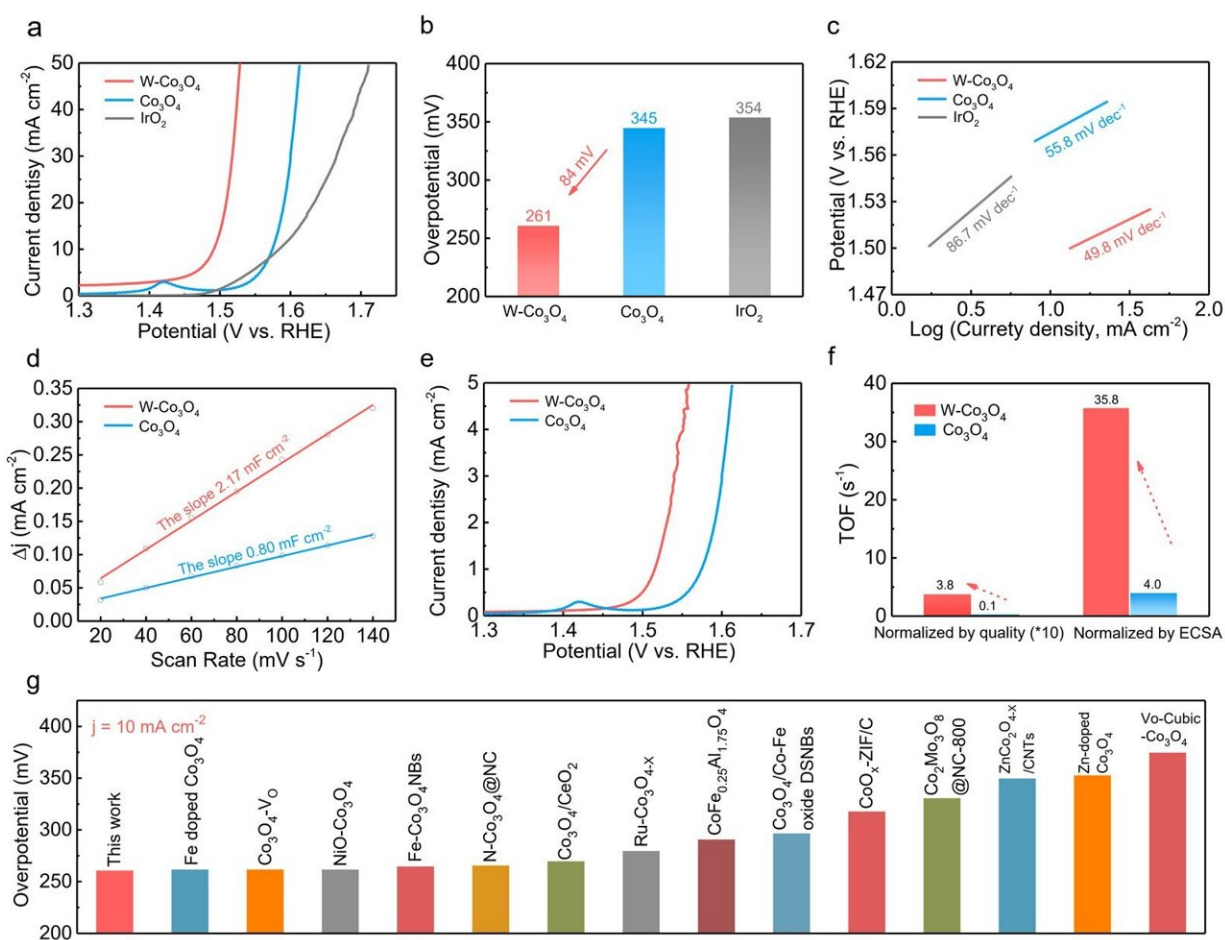 a
50
40
30
20
10
0
Current dentisy (mA cm⁻²)
W-Co₃O₄
Co₃O₄
IrO₂
1.3 1.4 1.5 1.6 1.7
Potential (V vs. RHE)
b
400
350
300
250
200
Overpotential (mV)
261
84 mV
345
354
W-Co₃O₄ Co₃O₄ IrO₂
c
1.62
1.59
1.56
1.53
1.50
1.47
Potential (V vs. RHE)
W-Co₃O₄
Co₃O₄
IrO₂
55.8 mV dec⁻¹
86.7 mV dec⁻¹
49.8 mV dec⁻¹
0.0 0.5 1.0 1.5 2.0
Log (Currety density, mA cm⁻²)
d
0.35
0.30
0.25
0.20
0.15
0.10
0.05
0.00
Δj (mA cm⁻²)
W-Co₃O₄
Co₃O₄
The slope 2.17 mF cm⁻²
The slope 0.80 mF cm⁻²
20 40 60 80 100 120 140
Scan Rate (mV s⁻¹)
e
5
4
3
2
1
0
Current dentisy (mA cm⁻²)
W-Co₃O₄
Co₃O₄
1.3 1.4 1.5 1.6 1.7
Potential (V vs. RHE)
f
40
30
20
10
0
TOF (s⁻¹)
W-Co₃O₄
Co₃O₄
3.8
0.1
35.8
4.0
Normalized by quality (*10) Normalized by ECSA
g
400
350
300
250
200
Overpotential (mV)
j = 10 mA cm⁻²
This work
Fe doped Co₃O₄
Co₃O₄-V_O
NiO-Co₃O₄
Fe-Co₃O₄NBs
N-Co₃O₄@NC
Co₃O₄/CeO₂
Ru-Co₃O₄₋ₓ
CoFe₀.₂₅Al₁.₇₅O₄
Co₃O₄/Co-Fe
oxide DSNBs
CoOₓ-ZIF/C
Co₂Mo₃O₈
@NC-800
ZnCo₂O₄₋ₓ
/CNTs
Zn-doped
Co₃O₄
Vo-Cubic
-Co₃O₄